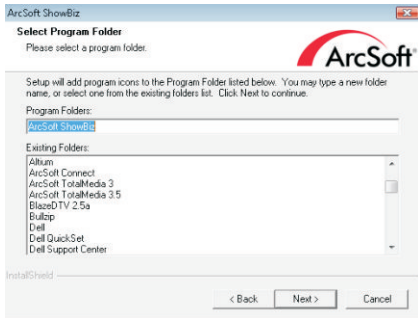 ArcSoft ShowBiz
Select Program Folder
Please select a program folder.
ArcSoft
Setup will add program icons to the Program Folder listed below. You may type a new folder
name, or select one from the existing folders list. Click Next to continue.
Program Folders:
ArcSoft ShowBiz
Existing Folders:
Altium
ArcSoft Connect
ArcSoft TotalMedia 3
ArcSoft TotalMedia 3.5
BlazeDTV 2.5a
Bullzip
Dell
Dell QuickSet
Dell Support Center
InstallShield
< Back
Next >
Cancel